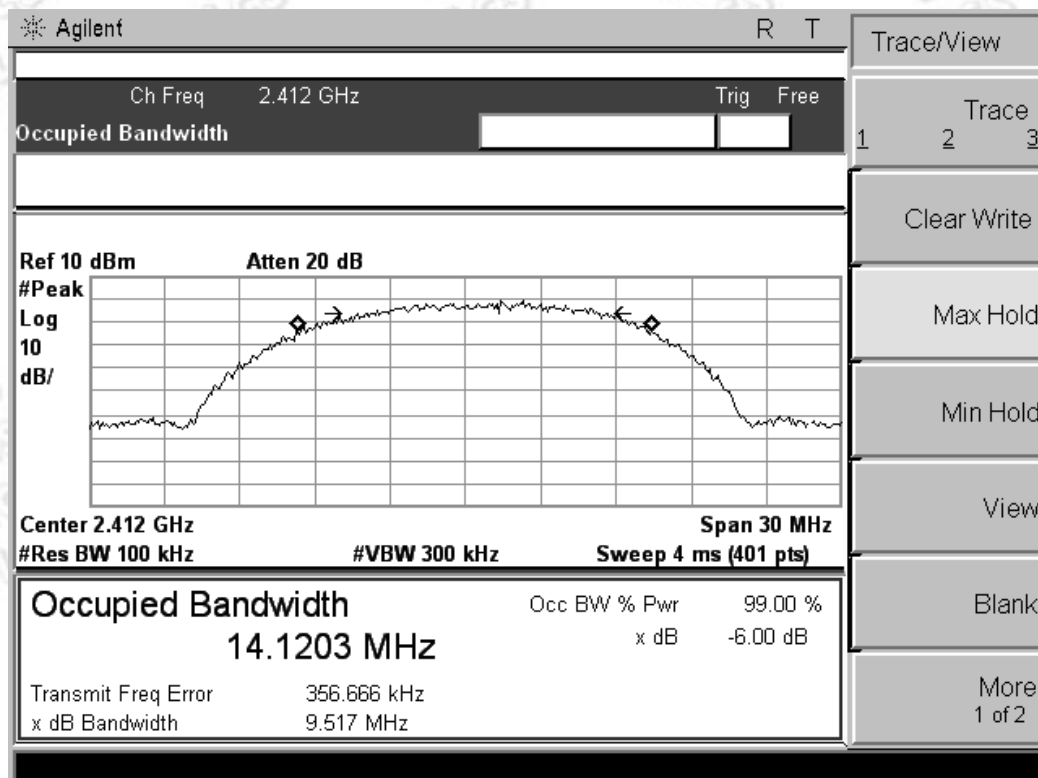 Agilent R T
Trace/View
Ch Freq 2.412 GHz Trig Free
Occupied Bandwidth
Trace
1 2 3
Clear Write
Ref 10 dBm Atten 20 dB
#Peak
Log
10
dB/
Max Hold
Min Hold
View
Center 2.412 GHz Span 30 MHz
#Res BW 100 kHz #VBW 300 kHz Sweep 4 ms (401 pts)
Occupied Bandwidth
14.1203 MHz
Occ BW % Pwr 99.00 %
x dB -6.00 dB
Transmit Freq Error 356.666 kHz
x dB Bandwidth 9.517 MHz
Blank
More
1 of 2